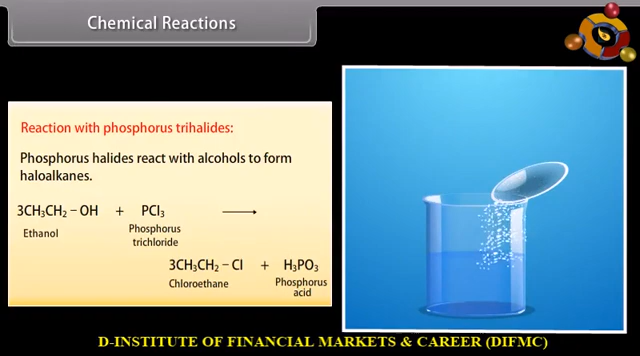 Chemical Reactions
Reaction with phosphorus trihalides:
Phosphorus halides react with alcohols to form
haloalkanes.
3CH₃CH₂ – OH + PCl₃ ⟶
Ethanol Phosphorus
trichloride
3CH₃CH₂ – Cl + H₃PO₃
Chloroethane Phosphorus
acid
D-INSTITUTE OF FINANCIAL MARKETS & CAREER (DIFMC)